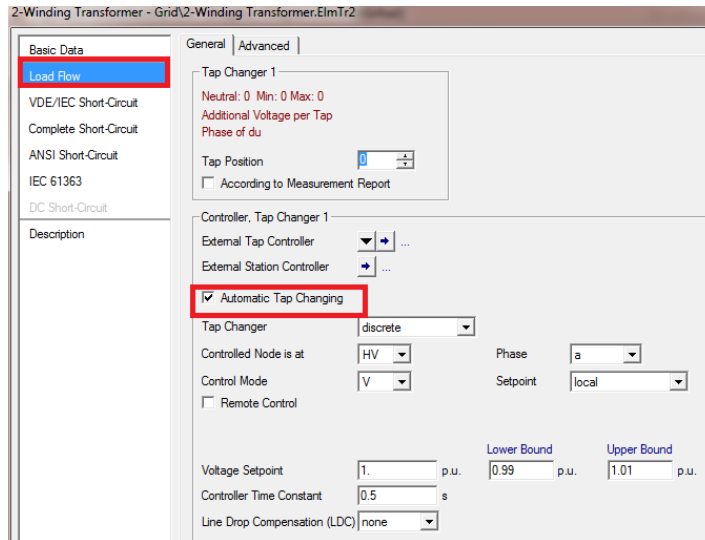 2-Winding Transformer - Grid\2-Winding Transformer.ElmTr2
Basic Data
Load Flow
VDE/IEC Short-Circuit
Complete Short-Circuit
ANSI Short-Circuit
IEC 61363
DC Short-Circuit
Description
General Advanced
Tap Changer 1
Neutral: 0 Min: 0 Max: 0
Additional Voltage per Tap
Phase of du
Tap Position 0
According to Measurement Report
Controller, Tap Changer 1
External Tap Controller ...
External Station Controller ...
Automatic Tap Changing
Tap Changer discrete
Controlled Node is at HV Phase a
Control Mode V Setpoint local
Remote Control
Lower Bound Upper Bound
Voltage Setpoint 1. p.u. 0.99 p.u. 1.01 p.u.
Controller Time Constant 0.5 s
Line Drop Compensation (LDC) none